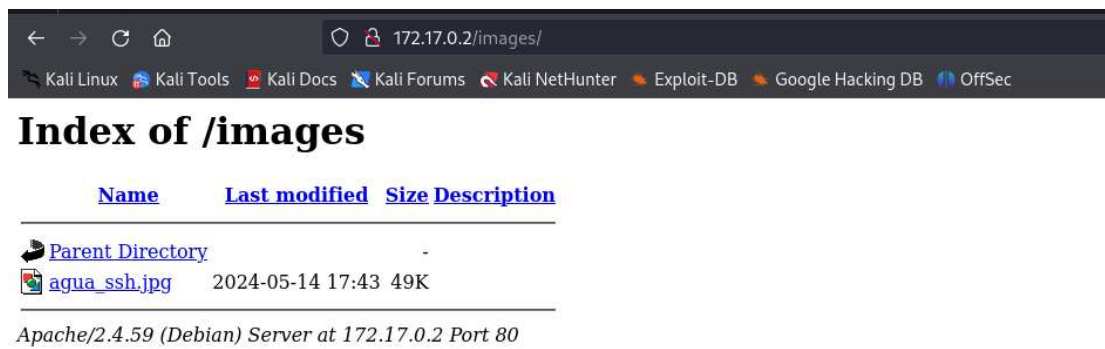 172.17.0.2/images/
Kali Linux Kali Tools Kali Docs Kali Forums Kali NetHunter Exploit-DB Google Hacking DB OffSec
Index of /images
Name Last modified Size Description
Parent Directory -
agua_ssh.jpg 2024-05-14 17:43 49K
Apache/2.4.59 (Debian) Server at 172.17.0.2 Port 80